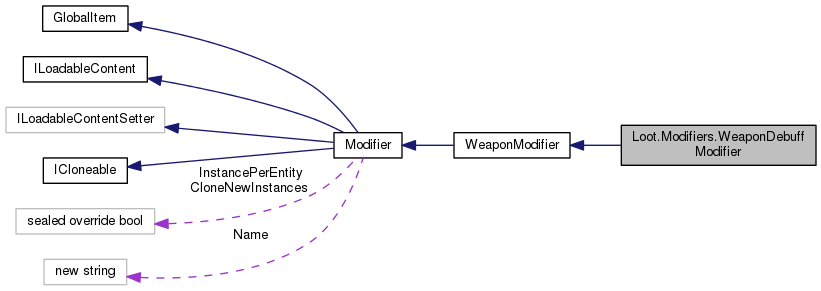 GlobalItem
ILoadableContent
ILoadableContentSetter
ICloneable
sealed override bool
new string
InstancePerEntity
CloneNewInstances
Name
Modifier
WeaponModifier
Loot.Modifiers.WeaponDebuff
Modifier